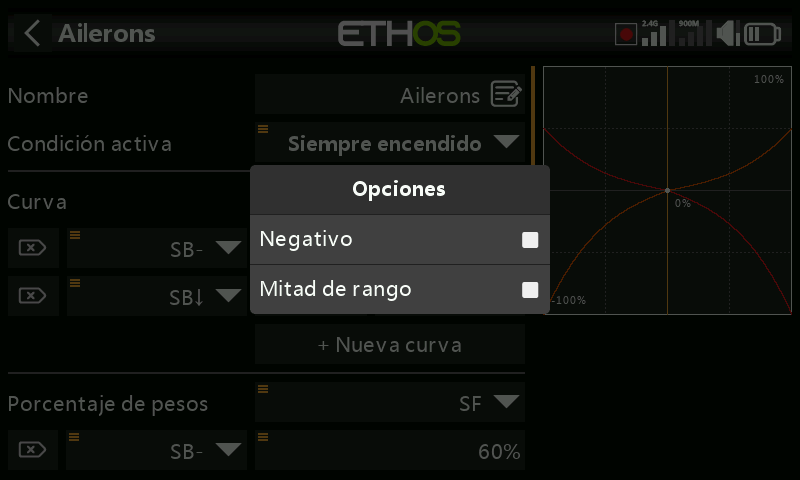 Ailerons
ETHOS
2.4G
900M
Nombre
Ailerons
100%
Condición activa
Siempre encendido
Opciones
Curva
0%
Negativo
SB-
Mitad de rango
SB↓
-100%
+ Nueva curva
Porcentaje de pesos
SF
SB-
60%